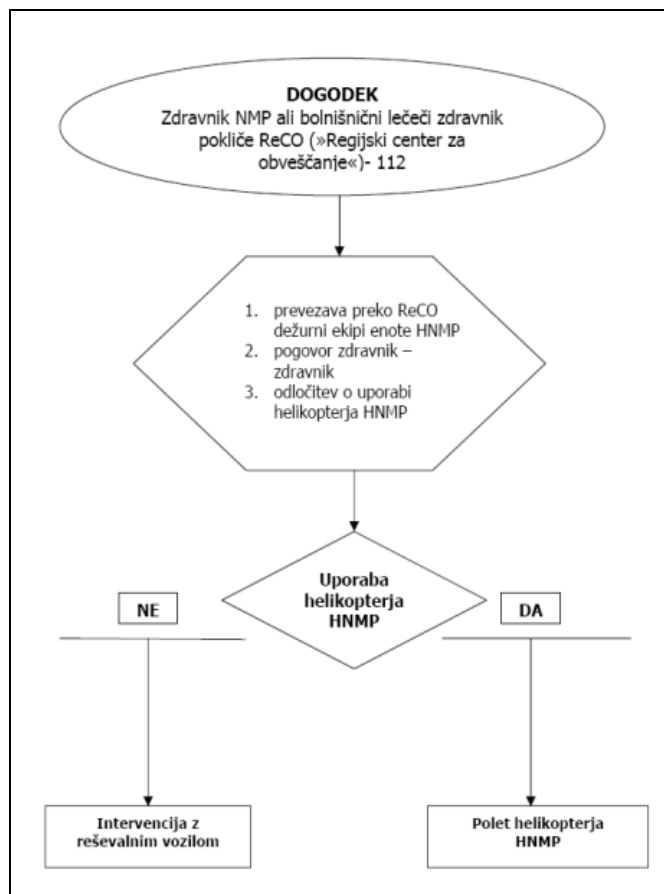 DOGODEK
Zdravnik NMP ali bolnišnični lečeči zdravnik
pokliče ReCO (»Regijski center za
obveščanje«)- 112
1. prevezava preko ReCO
dežurni ekipi enote HNMP
2. pogovor zdravnik –
zdravnik
3. odločitev o uporabi
helikopterja HNMP
Uporaba
helikopterja
HNMP
NE
DA
Intervencija z
reševalnim vozilom
Polet helikopterja
HNMP